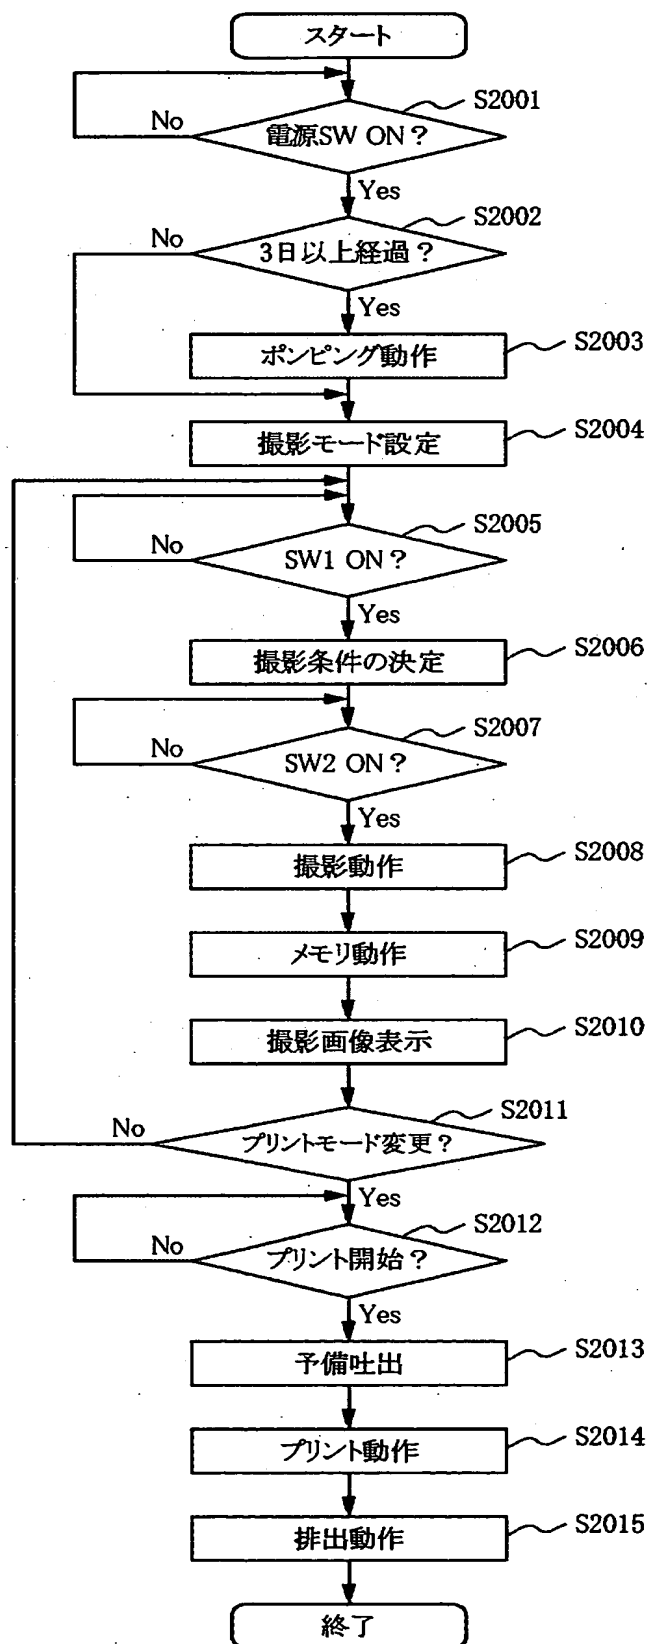 スタート
S2001
電源SW ON？
No
Yes
S2002
3日以上経過？
No
Yes
S2003
ポンピング動作
S2004
撮影モード設定
S2005
SW1 ON？
No
Yes
S2006
撮影条件の決定
S2007
SW2 ON？
No
Yes
S2008
撮影動作
S2009
メモリ動作
S2010
撮影画像表示
S2011
プリントモード変更？
No
Yes
S2012
プリント開始？
No
Yes
S2013
予備吐出
S2014
プリント動作
S2015
排出動作
終了